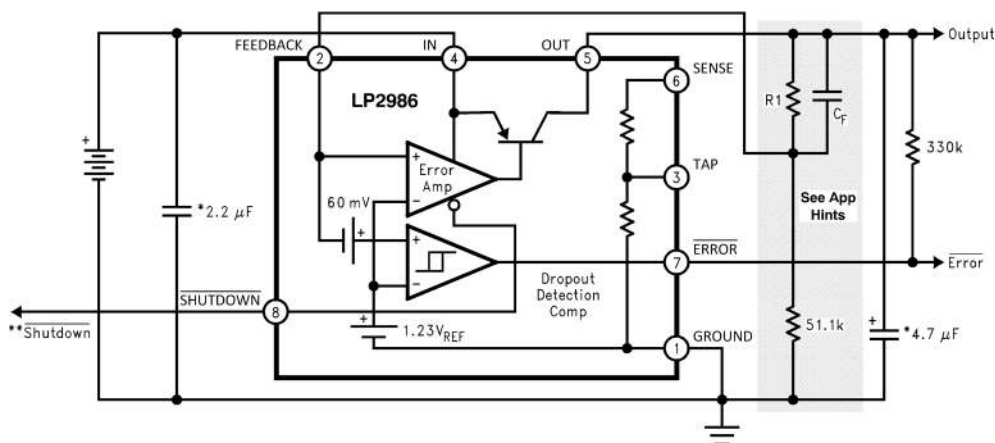 FEEDBACK
2
IN
4
OUT
5
Output
SENSE
6
LP2986
R1
CF
330k
+
Error
Amp
−
TAP
3
60 mV
+
*2.2 µF
See App
Hints
+
−
ERROR
7
Error
Dropout
Detection
Comp
SHUTDOWN
8
**Shutdown
+
1.23VREF
GROUND
1
51.1k
+
*4.7 µF
+